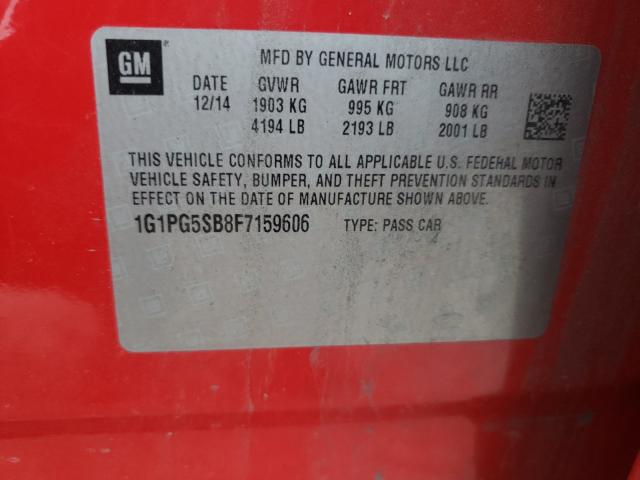 GM
MFD BY GENERAL MOTORS LLC
DATE GVWR GAWR FRT GAWR RR
12/14 1903 KG 995 KG 908 KG
4194 LB 2193 LB 2001 LB
THIS VEHICLE CONFORMS TO ALL APPLICABLE U.S. FEDERAL MOTOR
VEHICLE SAFETY, BUMPER, AND THEFT PREVENTION STANDARDS IN
EFFECT ON THE DATE OF MANUFACTURE SHOWN ABOVE.
1G1PG5SB8F7159606 TYPE: PASS CAR